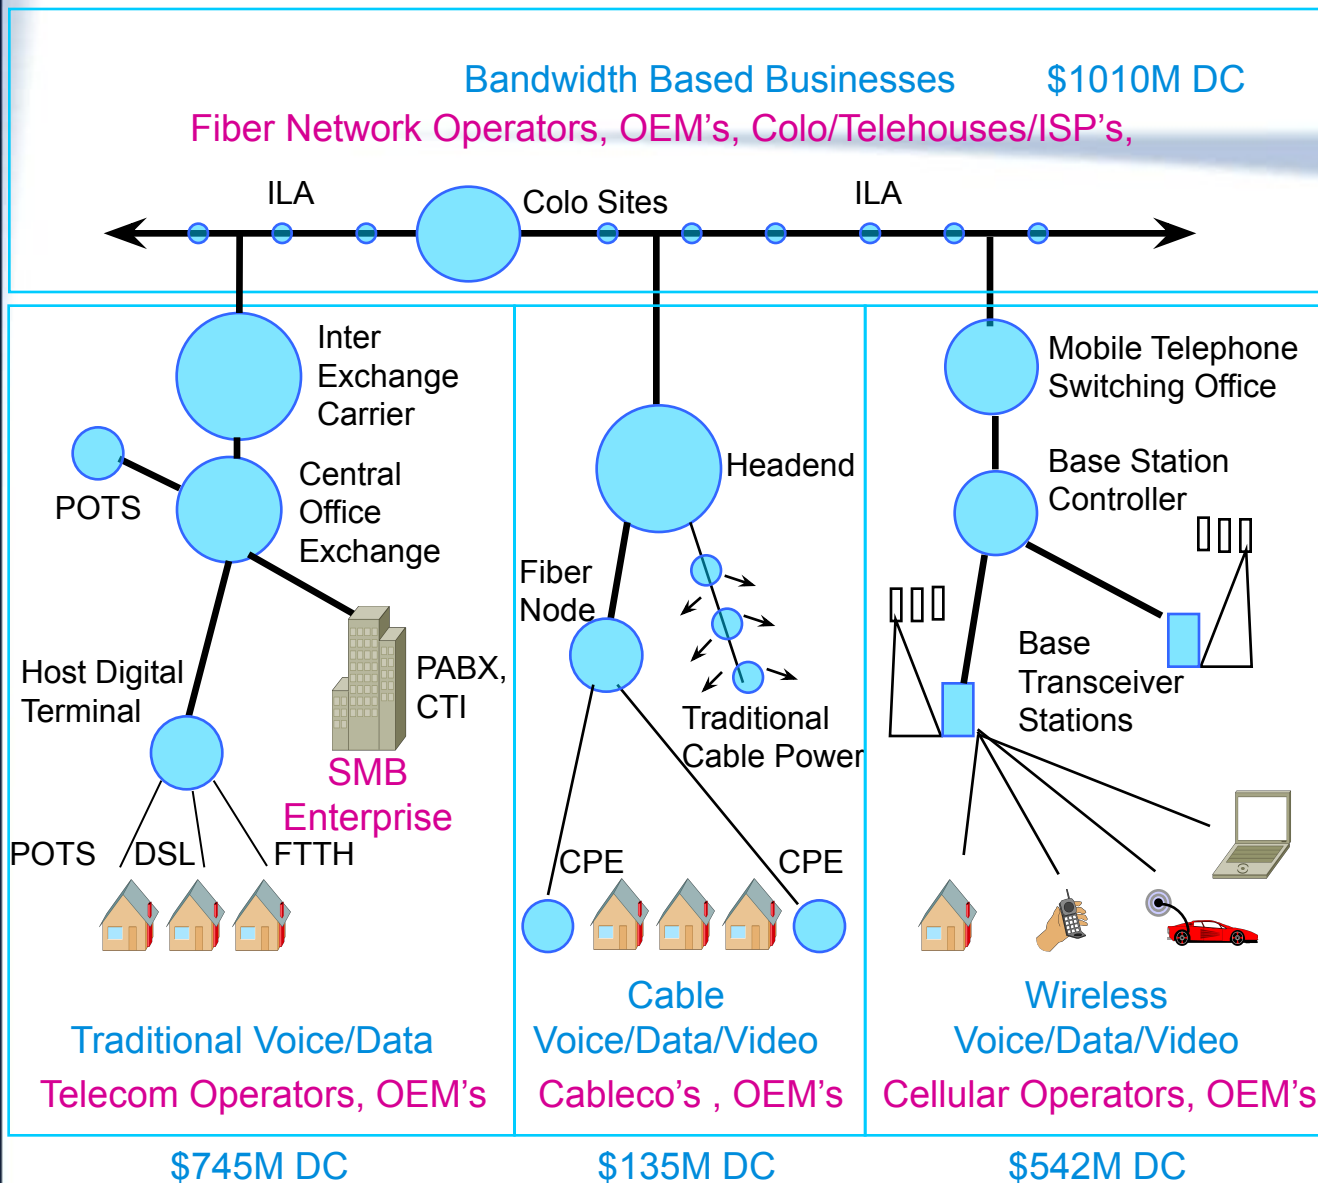 Bandwidth Based Businesses $1010M DC
Fiber Network Operators, OEM's, Colo/Telehouses/ISP's,
ILA
Colo Sites
ILA
Inter
Exchange
Carrier
POTS
Central
Office
Exchange
Host Digital
Terminal
PABX,
CTI
SMB
Enterprise
POTS
DSL
FTTH
Traditional Voice/Data
Telecom Operators, OEM's
$745M DC
Headend
Fiber
Node
Traditional
Cable Power
CPE
CPE
Cable
Voice/Data/Video
Cableco's , OEM's
$135M DC
Mobile Telephone
Switching Office
Base Station
Controller
Base
Transceiver
Stations
Wireless
Voice/Data/Video
Cellular Operators, OEM's
$542M DC